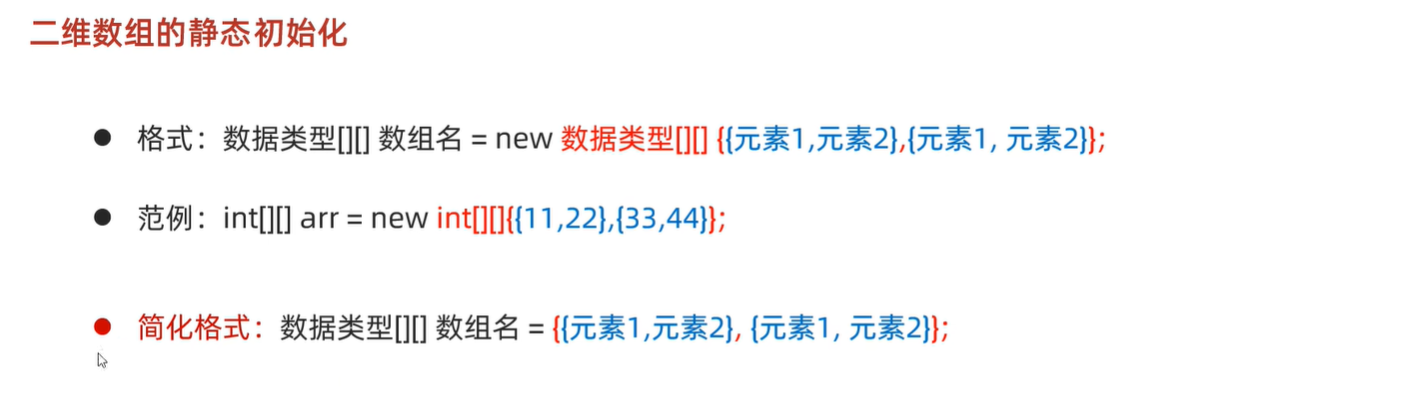 二维数组的静态初始化
● 格式：数据类型[][] 数组名 = new 数据类型[][] {{元素1,元素2},{元素1, 元素2}};
● 范例：int[][] arr = new int[][]{{11,22},{33,44}};
● 简化格式：数据类型[][] 数组名 = {{元素1,元素2}, {元素1, 元素2}};